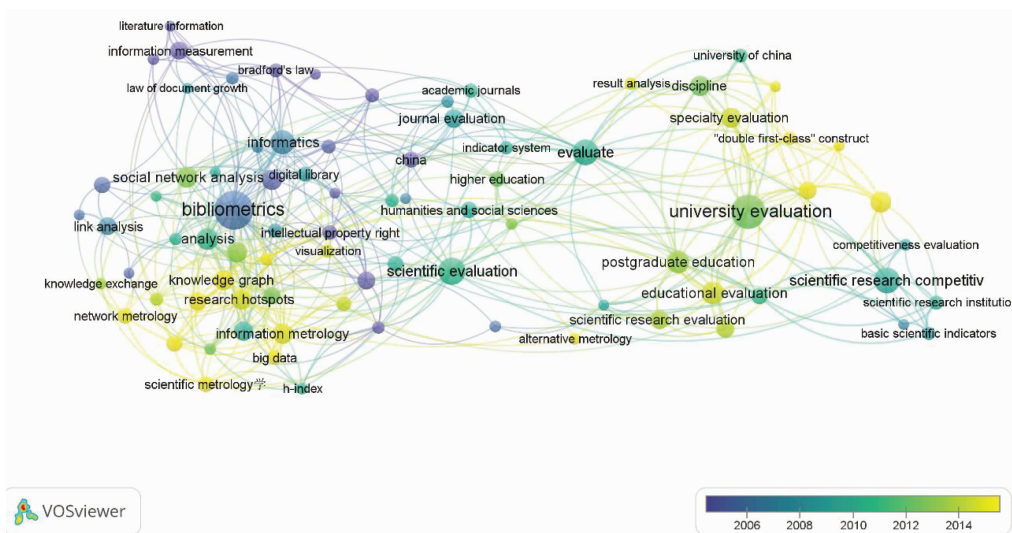 literature information
information measurement
bradford's law
law of document growth
academic journals
journal evaluation
university of china
result analysis
discipline
specialty evaluation
"double first-class" construct
informatics
china
indicator system
evaluate
social network analysis
digital library
higher education
bibliometrics
humanities and social sciences
university evaluation
link analysis
analysis
intellectual property right
visualization
competitiveness evaluation
knowledge exchange
knowledge graph
scientific evaluation
postgraduate education
scientific research competitiv
research hotspots
educational evaluation
scientific research institutio
network metrology
information metrology
scientific research evaluation
alternative metrology
basic scientific indicators
big data
scientific metrology学
h-index
VOSviewer
2006 2008 2010 2012 2014